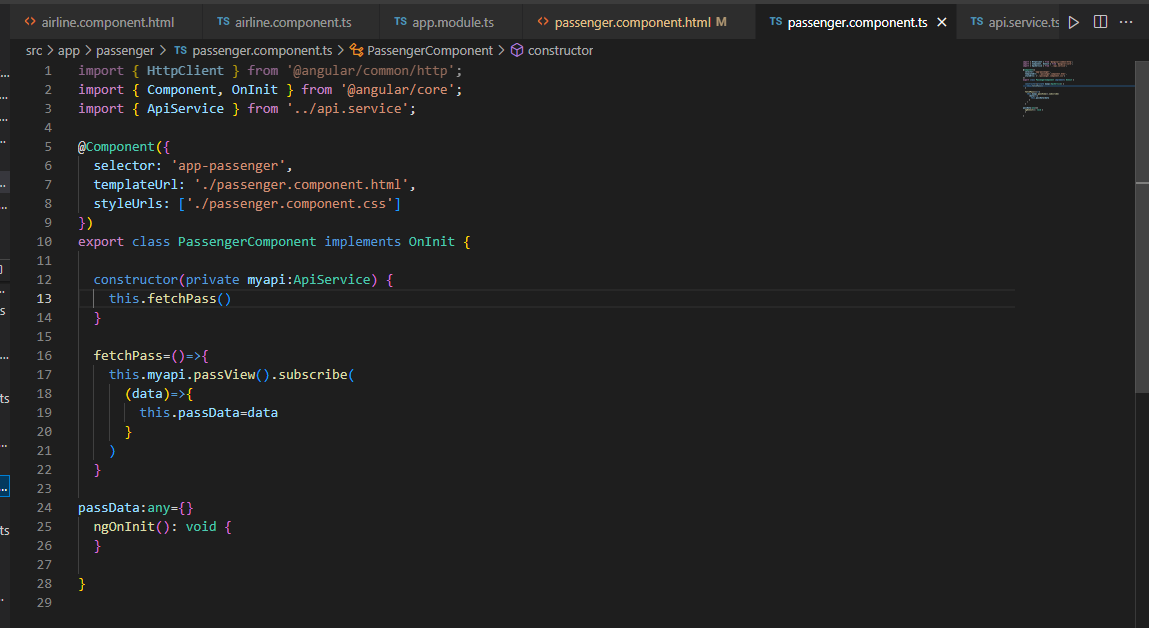 airline.component.html TS airline.component.ts TS app.module.ts passenger.component.html M TS passenger.component.ts TS api.service.ts
src > app > passenger > TS passenger.component.ts > PassengerComponent > constructor
1 import { HttpClient } from '@angular/common/http';
2 import { Component, OnInit } from '@angular/core';
3 import { ApiService } from '../api.service';
4
5 @Component({
6 selector: 'app-passenger',
7 templateUrl: './passenger.component.html',
8 styleUrls: ['./passenger.component.css']
9 })
10 export class PassengerComponent implements OnInit {
11
12 constructor(private myapi:ApiService) {
13 this.fetchPass()
14 }
15
16 fetchPass=()=>{
17 this.myapi.passView().subscribe(
18 (data)=>{
19 this.passData=data
20 }
21 )
22 }
23
24 passData:any={}
25 ngOnInit(): void {
26 }
27
28 }
29